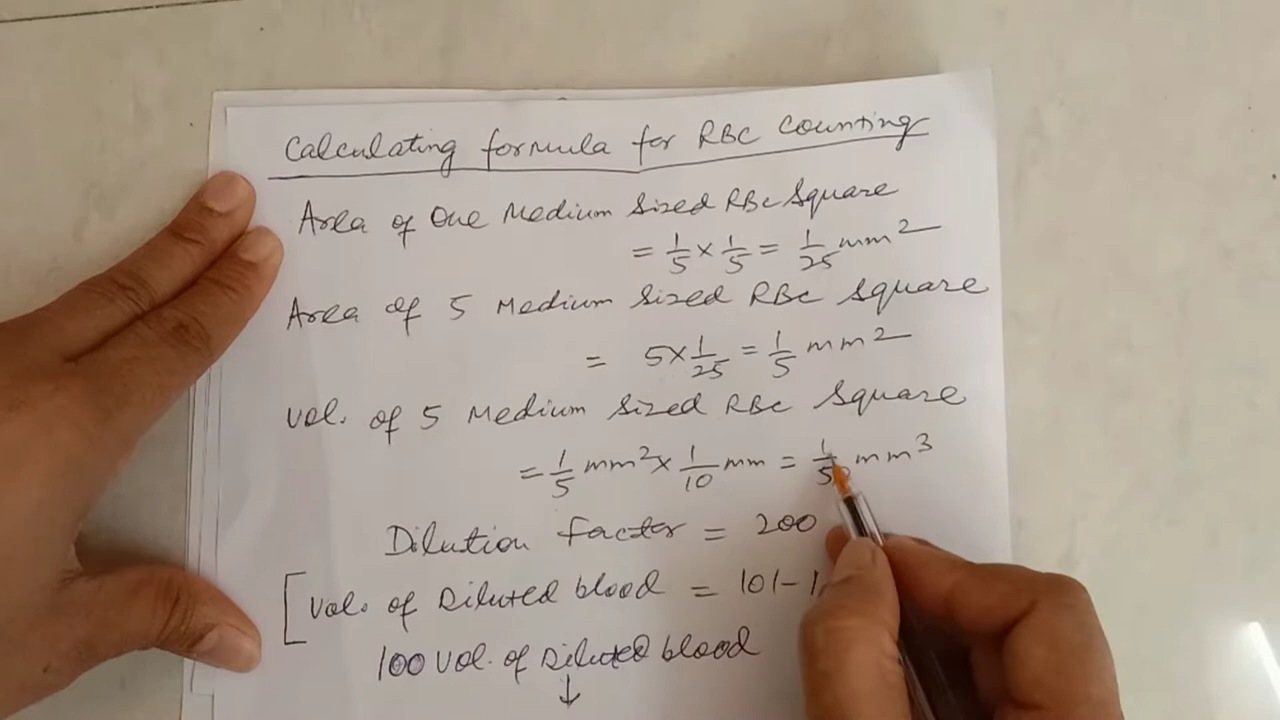 Calculating formula for RBC Counting
Area of One Medium Sized RBC Square
= 1/5 × 1/5 = 1/25 mm²
Area of 5 Medium Sized RBC Square
= 5 × 1/25 = 1/5 mm²
Vol. of 5 Medium Sized RBC Square
= 1/5 mm² × 1/10 mm = 1/50 mm³
Dilution factor = 200
[Vol. of Diluted blood = 101-1
100 Vol. of Diluted blood
↓